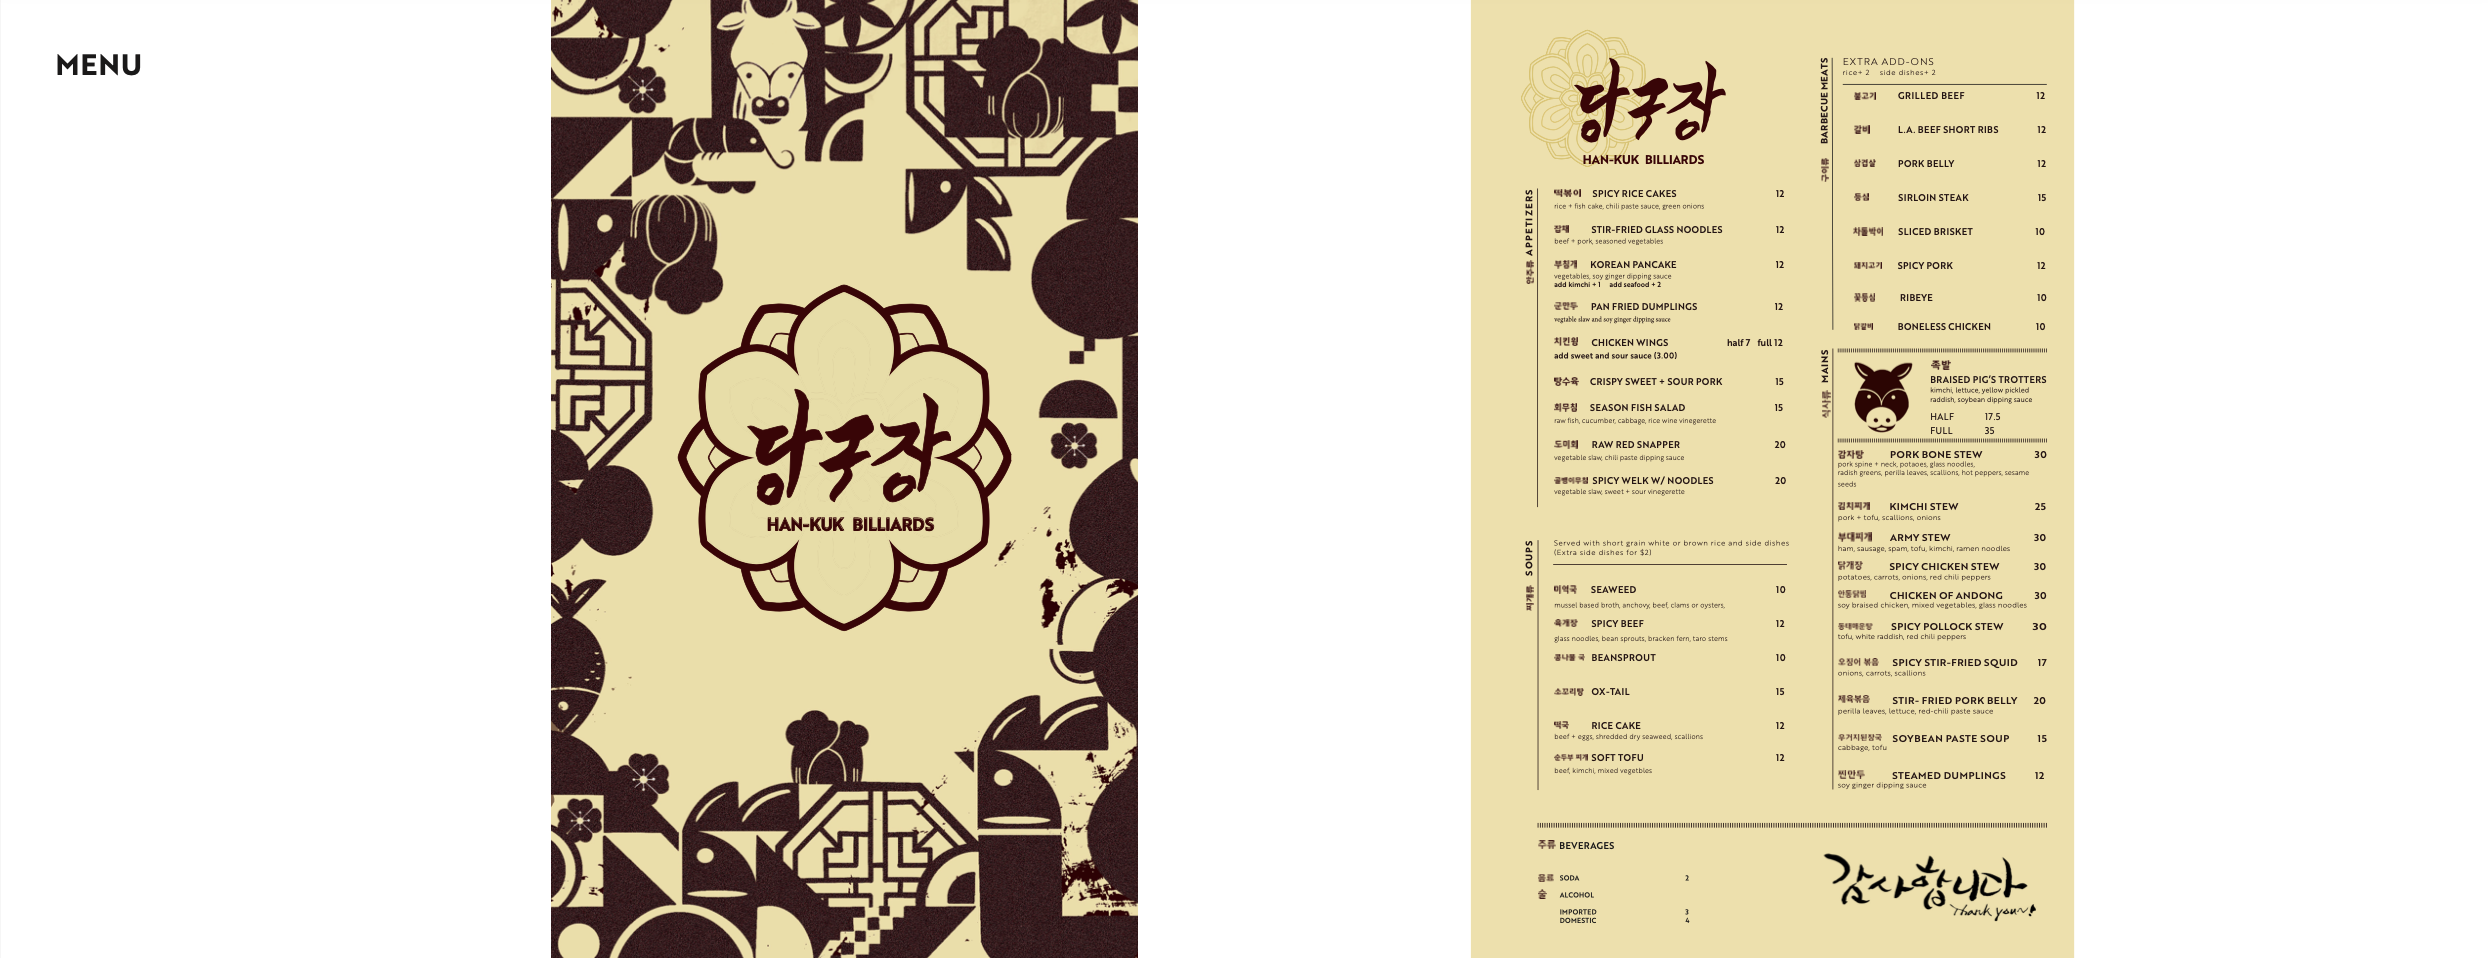 MENU
당구장
HAN-KUK BILLIARDS
당구장
HAN-KUK BILLIARDS
안주류 APPETIZERS
떡볶이 SPICY RICE CAKES 12
rice + fish cake, chili paste sauce, green onions
잡채 STIR-FRIED GLASS NOODLES 12
beef + pork, seasoned vegetables
부침개 KOREAN PANCAKE 12
vegetables, soy ginger dipping sauce
add kimchi + 1 add seafood + 2
군만두 PAN FRIED DUMPLINGS 12
vegtable slaw and soy ginger dipping sauce
치킨윙 CHICKEN WINGS half 7 full 12
add sweet and sour sauce (3.00)
탕수육 CRISPY SWEET + SOUR PORK 15
회무침 SEASON FISH SALAD 15
raw fish, cucumber, cabbage, rice wine vinegerette
도미회 RAW RED SNAPPER 20
vegetable slaw, chili paste dipping sauce
골뱅이무침 SPICY WELK W/ NOODLES 20
vegetable slaw, sweet + sour vinegerette
찌개류 SOUPS
Served with short grain white or brown rice and side dishes
(Extra side dishes for $2)
미역국 SEAWEED 10
mussel based broth, anchovy, beef, clams or oysters,
육개장 SPICY BEEF 12
glass noodles, bean sprouts, bracken fern, taro stems
콩나물 국 BEANSPROUT 10
소꼬리탕 OX-TAIL 15
떡국 RICE CAKE 12
beef + eggs, shredded dry seaweed, scallions
순두부 찌개 SOFT TOFU 12
beef, kimchi, mixed vegetbles
구이류 BARBECUE MEATS
EXTRA ADD-ONS
rice+ 2 side dishes+ 2
불고기 GRILLED BEEF 12
갈비 L.A. BEEF SHORT RIBS 12
삼겹살 PORK BELLY 12
등심 SIRLOIN STEAK 15
차돌박이 SLICED BRISKET 10
돼지고기 SPICY PORK 12
꽃등심 RIBEYE 10
닭갈비 BONELESS CHICKEN 10
식사류 MAINS
족발
BRAISED PIG'S TROTTERS
kimchi, lettuce, yellow pickled
raddish, soybean dipping sauce
HALF 17.5
FULL 35
감자탕 PORK BONE STEW 30
pork spine + neck, potaoes, glass noodles,
radish greens, perilla leaves, scallions, hot peppers, sesame
seeds
김치찌개 KIMCHI STEW 25
pork + tofu, scallions, onions
부대찌개 ARMY STEW 30
ham, sausage, spam, tofu, kimchi, ramen noodles
닭개장 SPICY CHICKEN STEW 30
potatoes, carrots, onions, red chili peppers
안동닭찜 CHICKEN OF ANDONG 30
soy braised chicken, mixed vegetables, glass noodles
동태매운탕 SPICY POLLOCK STEW 30
tofu, white raddish, red chili peppers
오징어 볶음 SPICY STIR-FRIED SQUID 17
onions, carrots, scallions
제육볶음 STIR- FRIED PORK BELLY 20
perilla leaves, lettuce, red-chili paste sauce
우거지된장국 SOYBEAN PASTE SOUP 15
cabbage, tofu
찐만두 STEAMED DUMPLINGS 12
soy ginger dipping sauce
주류 BEVERAGES
음료 SODA 2
술 ALCOHOL
IMPORTED 3
DOMESTIC 4
감사합니다
Thank you~!